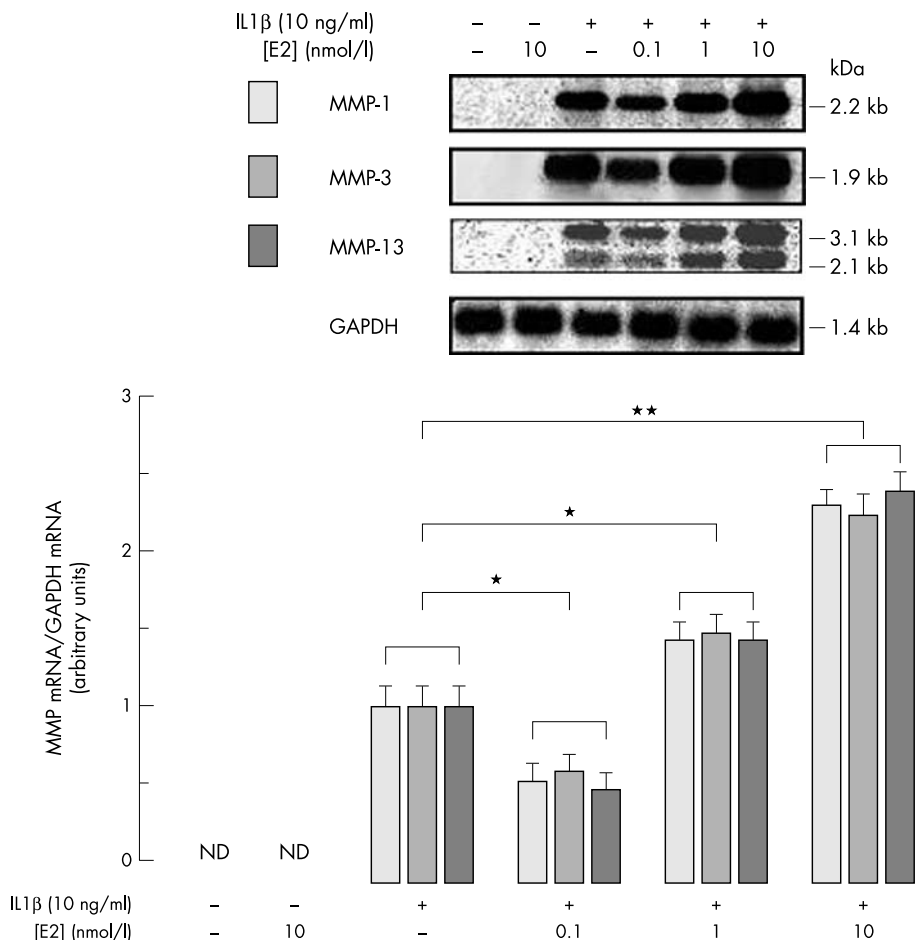 IL1β (10 ng/ml) – – + + + +
[E2] (nmol/l) – 10 – 0.1 1 10
kDa
MMP-1 2.2 kb
MMP-3 1.9 kb
MMP-13 3.1 kb
2.1 kb
GAPDH 1.4 kb
MMP mRNA/GAPDH mRNA
(arbitrary units)
3
★★
★
2
★
1
0 ND ND
IL1β (10 ng/ml) – – + + + +
[E2] (nmol/l) – 10 – 0.1 1 10